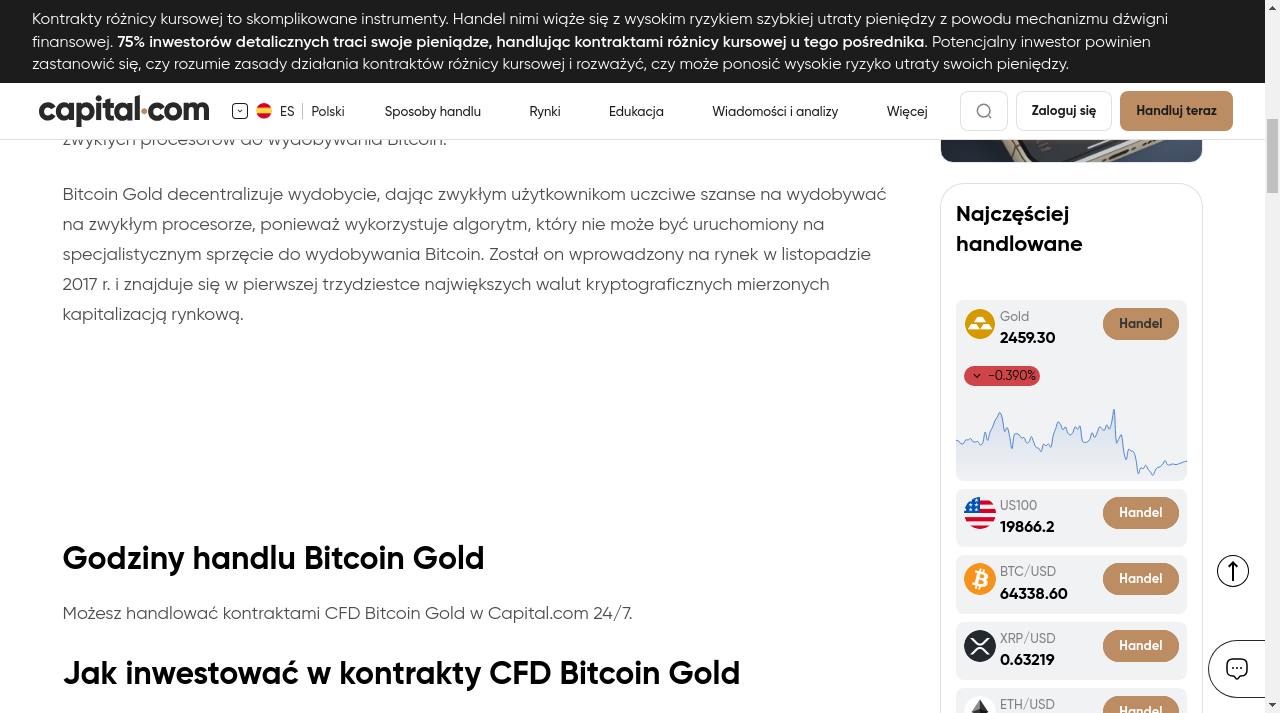 Kontrakty różnicy kursowej to skomplikowane instrumenty. Handel nimi wiąże się z wysokim ryzykiem szybkiej utraty pieniędzy z powodu mechanizmu dźwigni
finansowej. 75% inwestorów detalicznych traci swoje pieniądze, handlując kontraktami różnicy kursowej u tego pośrednika. Potencjalny inwestor powinien
zastanowić się, czy rozumie zasady działania kontraktów różnicy kursowej i rozważyć, czy może ponosić wysokie ryzyko utraty swoich pieniędzy.
capital.com
ES
Polski
Sposoby handlu
Rynki
Edukacja
Wiadomości i analizy
Więcej
Zaloguj się
Handluj teraz
zwykłych procesorów do wydobywania Bitcoin.
Bitcoin Gold decentralizuje wydobycie, dając zwykłym użytkownikom uczciwe szanse na wydobywać
na zwykłym procesorze, ponieważ wykorzystuje algorytm, który nie może być uruchomiony na
specjalistycznym sprzęcie do wydobywania Bitcoin. Został on wprowadzony na rynek w listopadzie
2017 r. i znajduje się w pierwszej trzydziestce największych walut kryptograficznych mierzonych
kapitalizacją rynkową.
Godziny handlu Bitcoin Gold
Możesz handlować kontraktami CFD Bitcoin Gold w Capital.com 24/7.
Jak inwestować w kontrakty CFD Bitcoin Gold
Najczęściej
handlowane
Gold
2459.30
Handel
-0.390%
US100
19866.2
Handel
BTC/USD
64338.60
Handel
XRP/USD
0.63219
Handel
ETH/USD
Handel